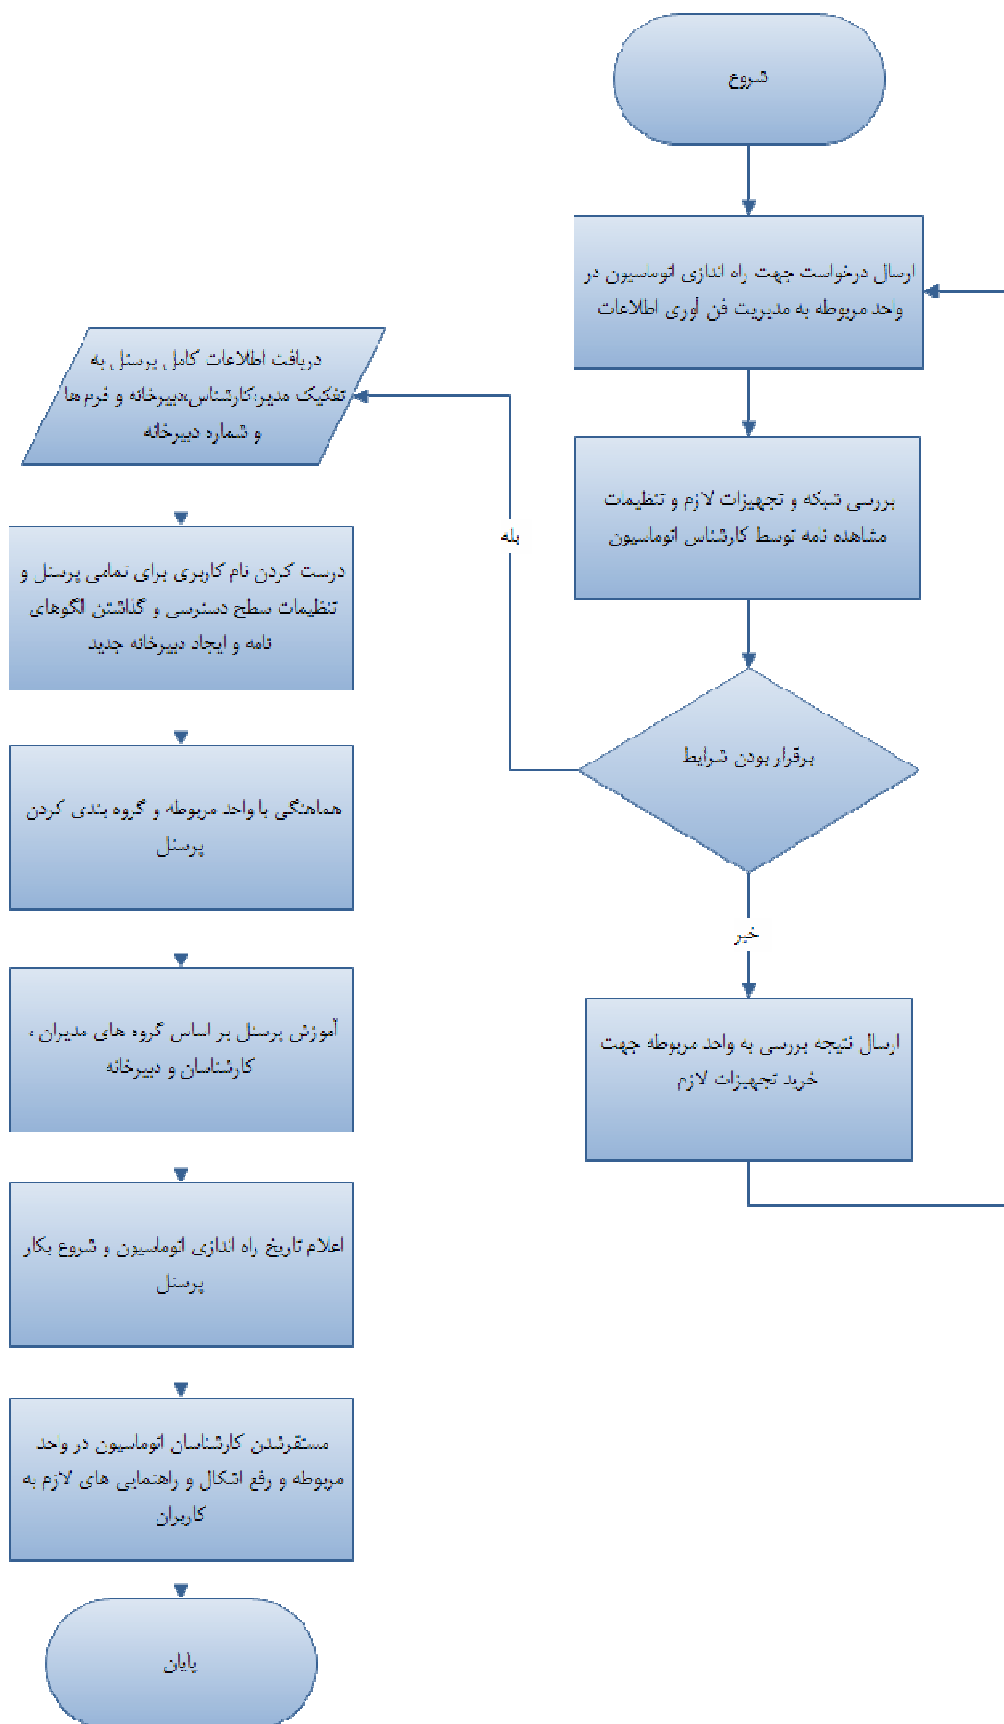 شروع
ارسال درخواست جهت راه اندازی اتوماسیون در
واحد مربوطه به مدیریت فن آوری اطلاعات
بررسی شبکه و تجهیزات لازم و تنظیمات
مشاهده نامه توسط کارشناس اتوماسیون
برقرار بودن شرایط
خیر
ارسال نتیجه بررسی به واحد مربوطه جهت
خرید تجهیزات لازم
بله
دریافت اطلاعات کامل پرسنل به
تفکیک مدیر،کارشناس،دبیرخانه و فرم ها
و شماره دبیرخانه
درست کردن نام کاربری برای تمامی پرسنل و
تنظیمات سطح دسترسی و گذاشتن الگوهای
نامه و ایجاد دبیرخانه جدید
هماهنگی با واحد مربوطه و گروه بندی کردن
پرسنل
آموزش پرسنل بر اساس گروه های مدیران ،
کارشناسان و دبیرخانه
اعلام تاریخ راه اندازی اتوماسیون و شروع بکار
پرسنل
مستقرشدن کارشناسان اتوماسیون در واحد
مربوطه و رفع اشکال و راهنمایی های لازم به
کاربران
پایان